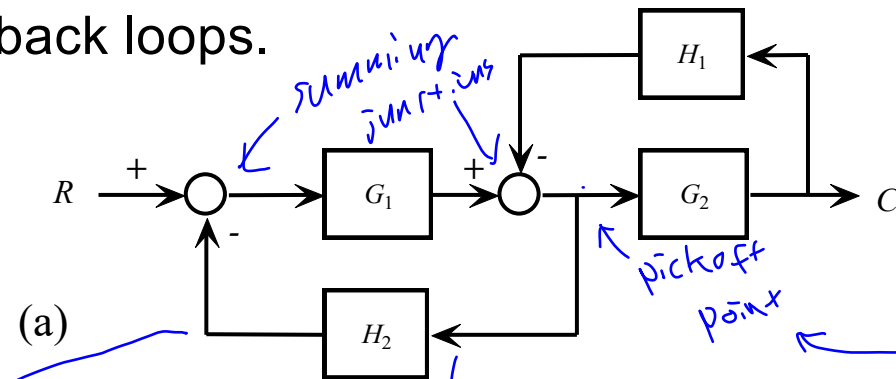 back loops.
summing
junctions
H₁
-
R
+
G₁
+
G₂
C
-
pickoff
point
(a)
H₂